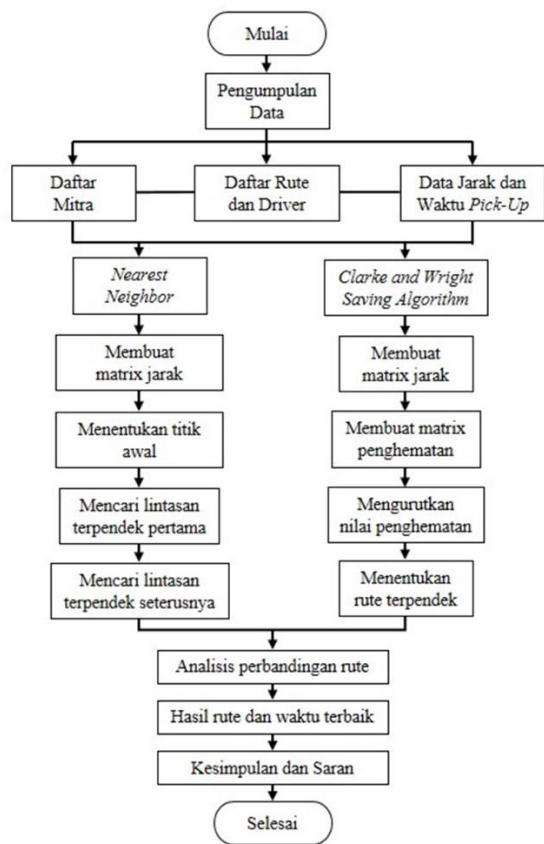 Mulai
Pengumpulan
Data
Daftar
Mitra
Daftar Rute
dan Driver
Data Jarak dan
Waktu Pick-Up
Nearest
Neighbor
Membuat
matrix jarak
Menentukan titik
awal
Mencari lintasan
terpendek pertama
Mencari lintasan
terpendek seterusnya
Clarke and Wright
Saving Algorithm
Membuat
matrix jarak
Membuat matrix
penghematan
Mengurutkan
nilai penghematan
Menentukan
rute terpendek
Analisis perbandingan rute
Hasil rute dan waktu terbaik
Kesimpulan dan Saran
Selesai